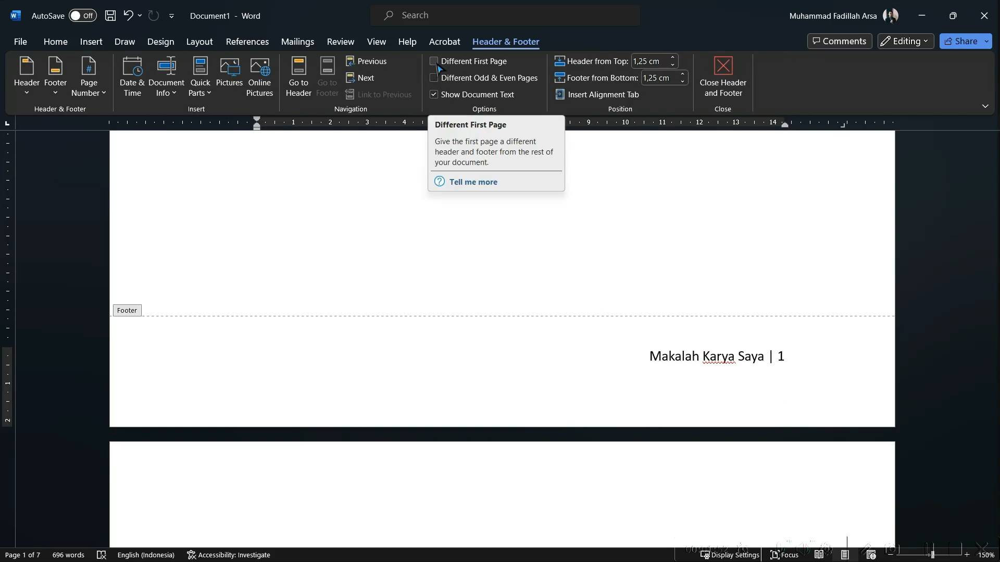 AutoSave Off Document1 - Word Search Muhammad Fadillah Arsa
File Home Insert Draw Design Layout References Mailings Review View Help Acrobat Header & Footer Comments Editing Share
Header Footer Page Number Date & Time Document Info Quick Parts Pictures Online Pictures Go to Header Go to Footer
Previous
Next
Link to Previous
Different First Page
Different Odd & Even Pages
Show Document Text
Header from Top: 1,25 cm
Footer from Bottom: 1,25 cm
Insert Alignment Tab
Close Header and Footer
Header & Footer Insert Navigation Options Position Close
1 2 3 4 9 10 11 12 13 14
Different First Page
Give the first page a different
header and footer from the rest of
your document.
Tell me more
Footer
Makalah Karya Saya | 1
1
2
Page 1 of 7 696 words English (Indonesia) Accessibility: Investigate Display Settings Focus 150%